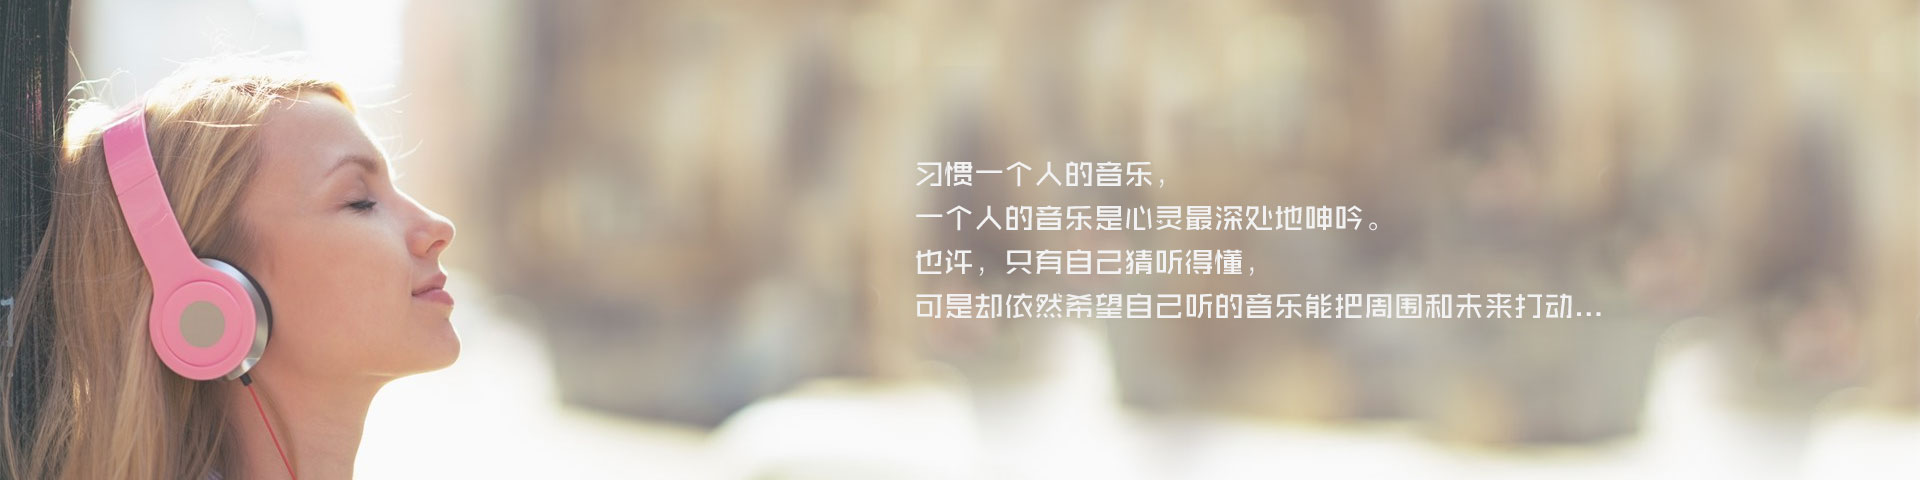 习惯一个人的音乐，
一个人的音乐是心灵最深处地呻吟。
也许，只有自己猜听得懂，
可是却依然希望自己听的音乐能把周围和未来打动...